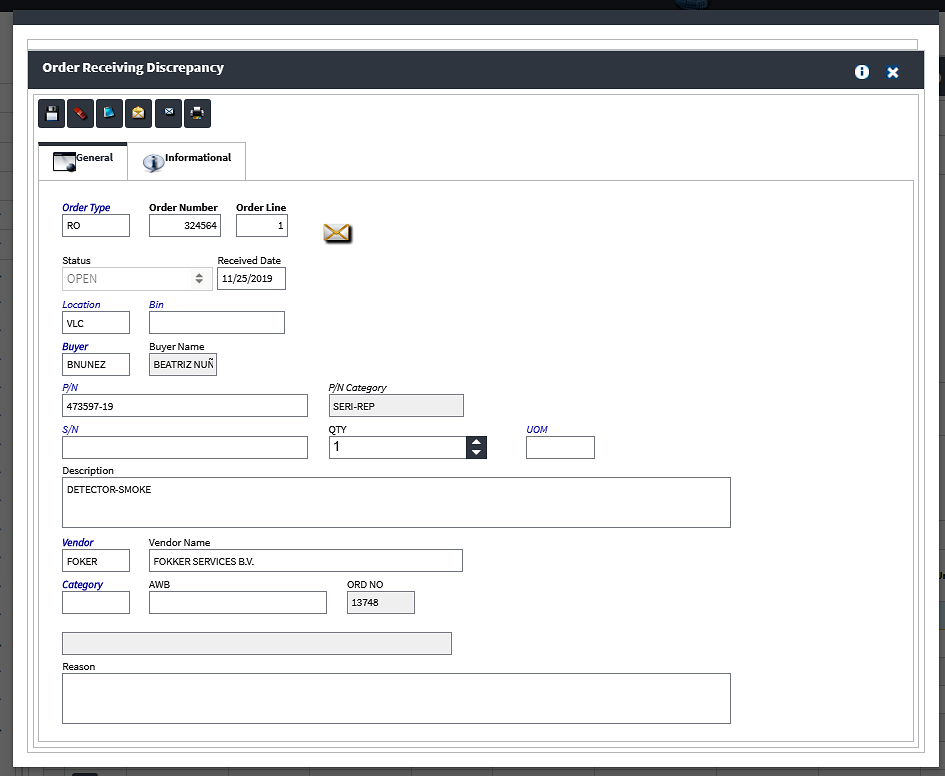 Order Receiving Discrepancy
General
Informational
Order Type Order Number Order Line
RO 324564 1
Status Received Date
OPEN 11/25/2019
Location Bin
VLC
Buyer Buyer Name
BNUNEZ BEATRIZ NUÑ
P/N P/N Category
473597-19 SERI-REP
S/N QTY UOM
1
Description
DETECTOR-SMOKE
Vendor Vendor Name
FOKER FOKKER SERVICES B.V.
Category AWB ORD NO
13748
Reason